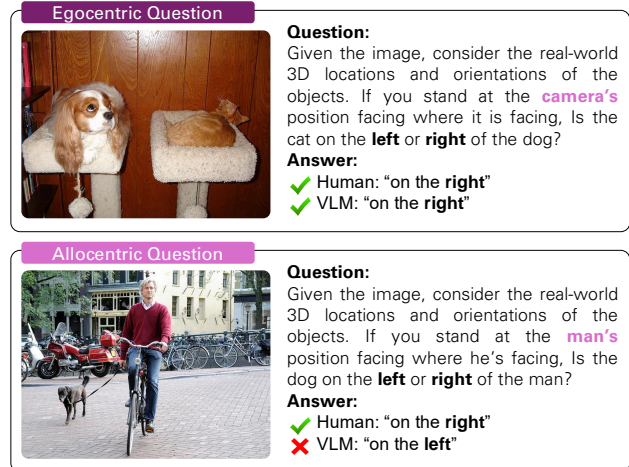 Egocentric Question
Question:
Given the image, consider the real-world
3D locations and orientations of the
objects. If you stand at the camera's
position facing where it is facing, Is the
cat on the left or right of the dog?
Answer:
Human: “on the right”
VLM: “on the right”
Allocentric Question
Question:
Given the image, consider the real-world
3D locations and orientations of the
objects. If you stand at the man's
position facing where he's facing, Is the
dog on the left or right of the man?
Answer:
Human: “on the right”
VLM: “on the left”